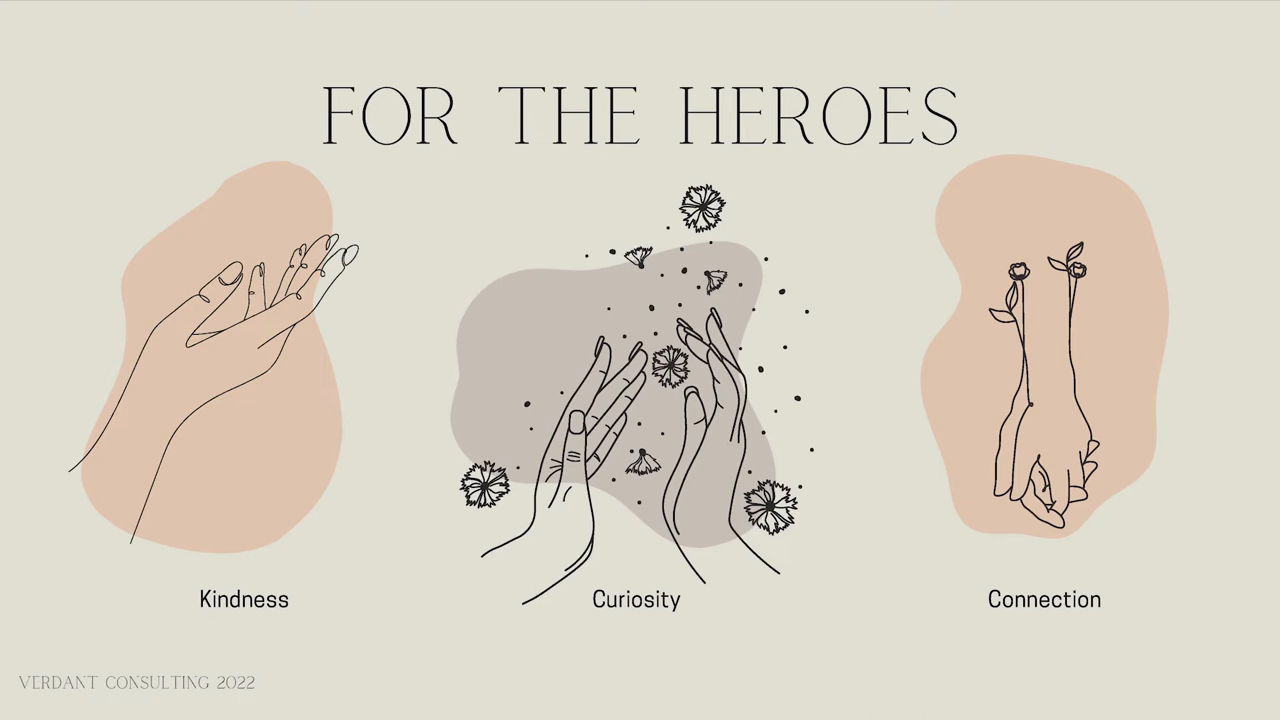 FOR THE HEROES
Kindness
Curiosity
Connection
VERDANT CONSULTING 2022